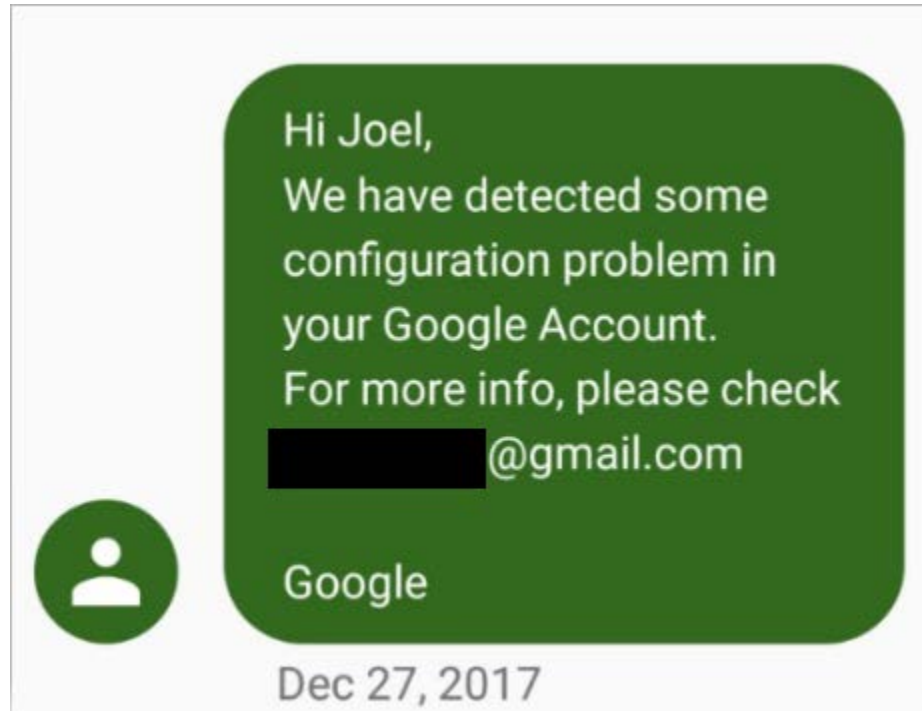 Hi Joel,
We have detected some
configuration problem in
your Google Account.
For more info, please check
@gmail.com
Google
Dec 27, 2017